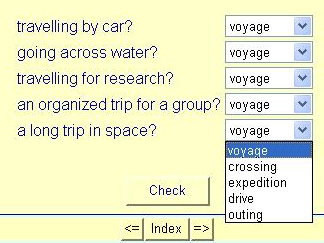 travelling by car? voyage
going across water? voyage
travelling for research? voyage
an organized trip for a group? voyage
a long trip in space? voyage
voyage
crossing
expedition
drive
outing
Check
<= Index =>